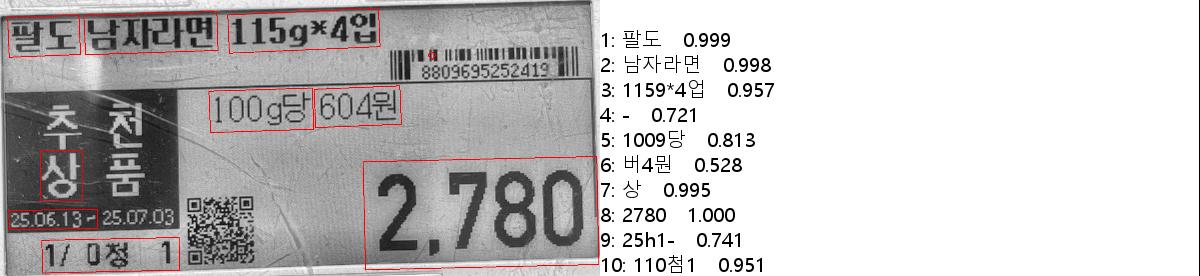 팔도 남자라면 115g*4입
8809695252419
100g당 604원
추천
상품
2,780
25.06.13~ 25.07.03
1/ 0정 1
1: 팔도 0.999
2: 남자라면 0.998
3: 1159*4업 0.957
4: - 0.721
5: 1009당 0.813
6: 버4뭔 0.528
7: 상 0.995
8: 2780 1.000
9: 25h1- 0.741
10: 110첨1 0.951